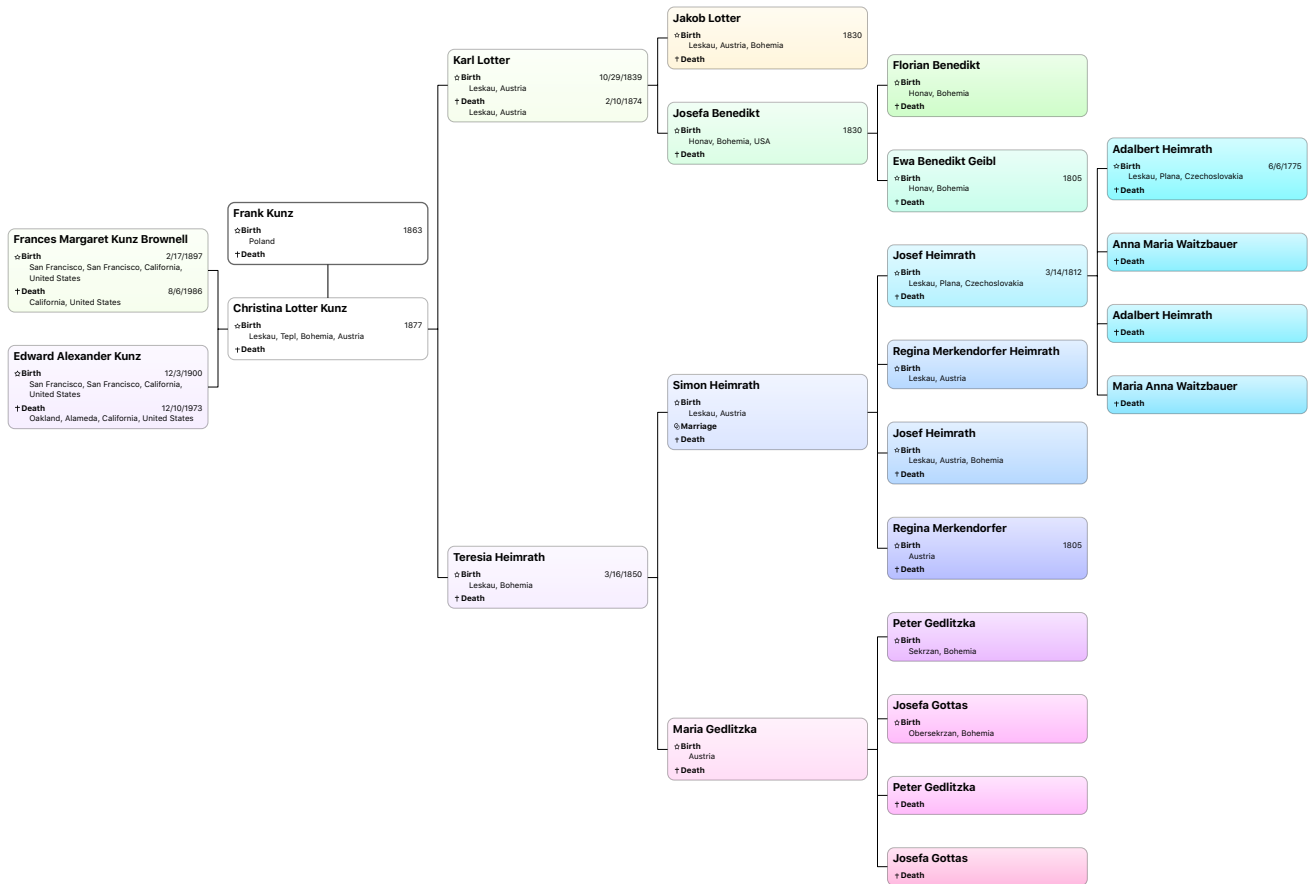 Jakob Lotter
☆Birth 1830
Leskau, Austria, Bohemia
†Death
Karl Lotter
☆Birth 10/29/1839
Leskau, Austria
†Death 2/10/1874
Leskau, Austria
Florian Benedikt
☆Birth
Honav, Bohemia
†Death
Josefa Benedikt
☆Birth 1830
Honav, Bohemia, USA
†Death
Ewa Benedikt Geibl
☆Birth 1805
Honav, Bohemia
†Death
Adalbert Heimrath
☆Birth 6/6/1775
Leskau, Plana, Czechoslovakia
†Death
Frank Kunz
☆Birth 1863
Poland
†Death
Frances Margaret Kunz Brownell
☆Birth 2/17/1897
San Francisco, San Francisco, California,
United States
†Death 8/6/1986
California, United States
Anna Maria Waitzbauer
†Death
Josef Heimrath
☆Birth 3/14/1812
Leskau, Plana, Czechoslovakia
†Death
Christina Lotter Kunz
☆Birth 1877
Leskau, Tepl, Bohemia, Austria
†Death
Adalbert Heimrath
†Death
Edward Alexander Kunz
☆Birth 12/3/1900
San Francisco, San Francisco, California,
United States
†Death 12/10/1973
Oakland, Alameda, California, United States
Regina Merkendorfer Heimrath
☆Birth
Leskau, Austria
Simon Heimrath
☆Birth
Leskau, Austria
Marriage
†Death
Maria Anna Waitzbauer
†Death
Josef Heimrath
☆Birth
Leskau, Austria, Bohemia
†Death
Regina Merkendorfer
☆Birth 1805
Austria
†Death
Teresia Heimrath
☆Birth 3/16/1850
Leskau, Bohemia
†Death
Peter Gedlitzka
☆Birth
Sekrzan, Bohemia
Josefa Gottas
☆Birth
Obersekrzan, Bohemia
Maria Gedlitzka
☆Birth
Austria
†Death
Peter Gedlitzka
†Death
Josefa Gottas
†Death